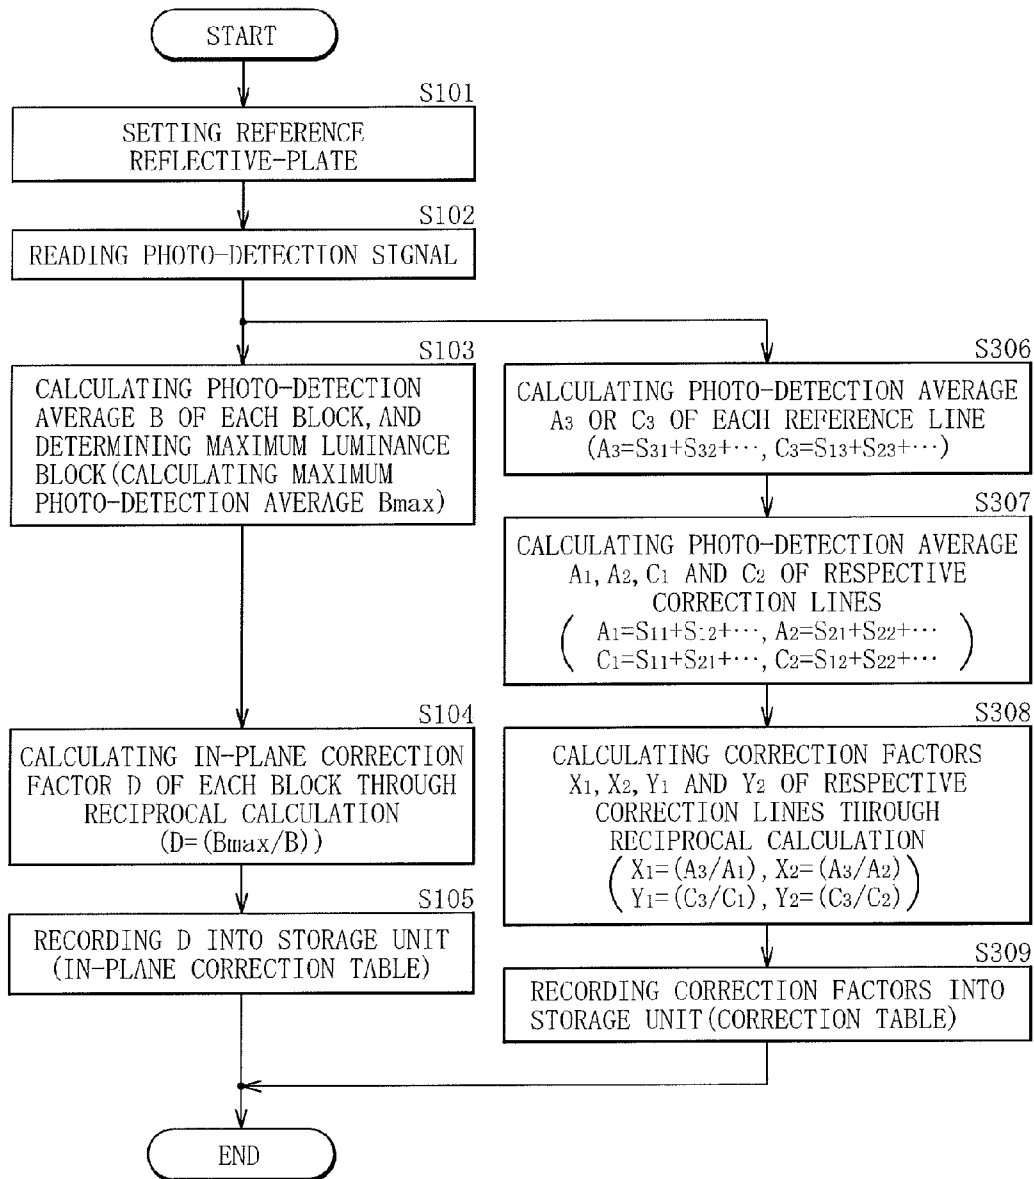 START
S101
SETTING REFERENCE
REFLECTIVE-PLATE
S102
READING PHOTO-DETECTION SIGNAL
S103
CALCULATING PHOTO-DETECTION
AVERAGE B OF EACH BLOCK, AND
DETERMINING MAXIMUM LUMINANCE
BLOCK(CALCULATING MAXIMUM
PHOTO-DETECTION AVERAGE Bmax)
S104
CALCULATING IN-PLANE CORRECTION
FACTOR D OF EACH BLOCK THROUGH
RECIPROCAL CALCULATION
(D=(Bmax/B))
S105
RECORDING D INTO STORAGE UNIT
(IN-PLANE CORRECTION TABLE)
S306
CALCULATING PHOTO-DETECTION AVERAGE
A3 OR C3 OF EACH REFERENCE LINE
(A3=S31+S32+···, C3=S13+S23+···)
S307
CALCULATING PHOTO-DETECTION AVERAGE
A1, A2, C1 AND C2 OF RESPECTIVE
CORRECTION LINES
( A1=S11+S12+···, A2=S21+S22+···
C1=S11+S21+···, C2=S12+S22+··· )
S308
CALCULATING CORRECTION FACTORS
X1, X2, Y1 AND Y2 OF RESPECTIVE
CORRECTION LINES THROUGH
RECIPROCAL CALCULATION
( X1=(A3/A1), X2=(A3/A2)
Y1=(C3/C1), Y2=(C3/C2) )
S309
RECORDING CORRECTION FACTORS INTO
STORAGE UNIT(CORRECTION TABLE)
END